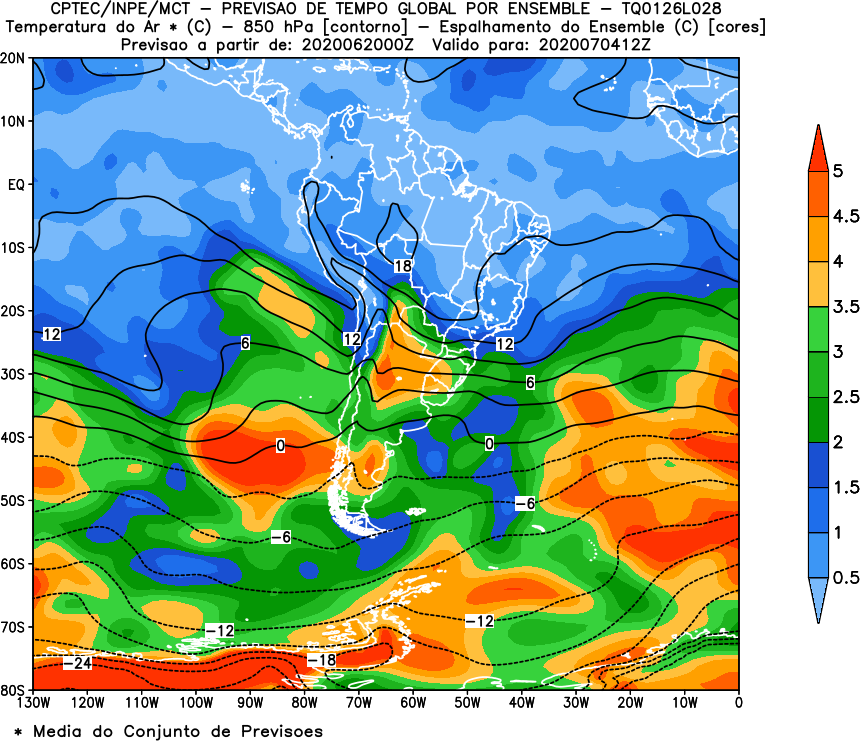 CPTEC/INPE/MCT - PREVISAO DE TEMPO GLOBAL POR ENSEMBLE - TQ0126L028
Temperatura do Ar * (C) - 850 hPa [contorno] - Espalhamento do Ensemble (C) [cores]
Previsao a partir de: 2020062000Z Valido para: 2020070412Z
20N
10N
EQ
10S
20S
30S
40S
50S
60S
70S
80S
130W 120W 110W 100W 90W 80W 70W 60W 50W 40W 30W 20W 10W 0
18
12
12
12
6
6
0
0
-6
-6
-12
-12
-18
-24
5
4.5
4
3.5
3
2.5
2
1.5
1
0.5
* Media do Conjunto de Previsoes